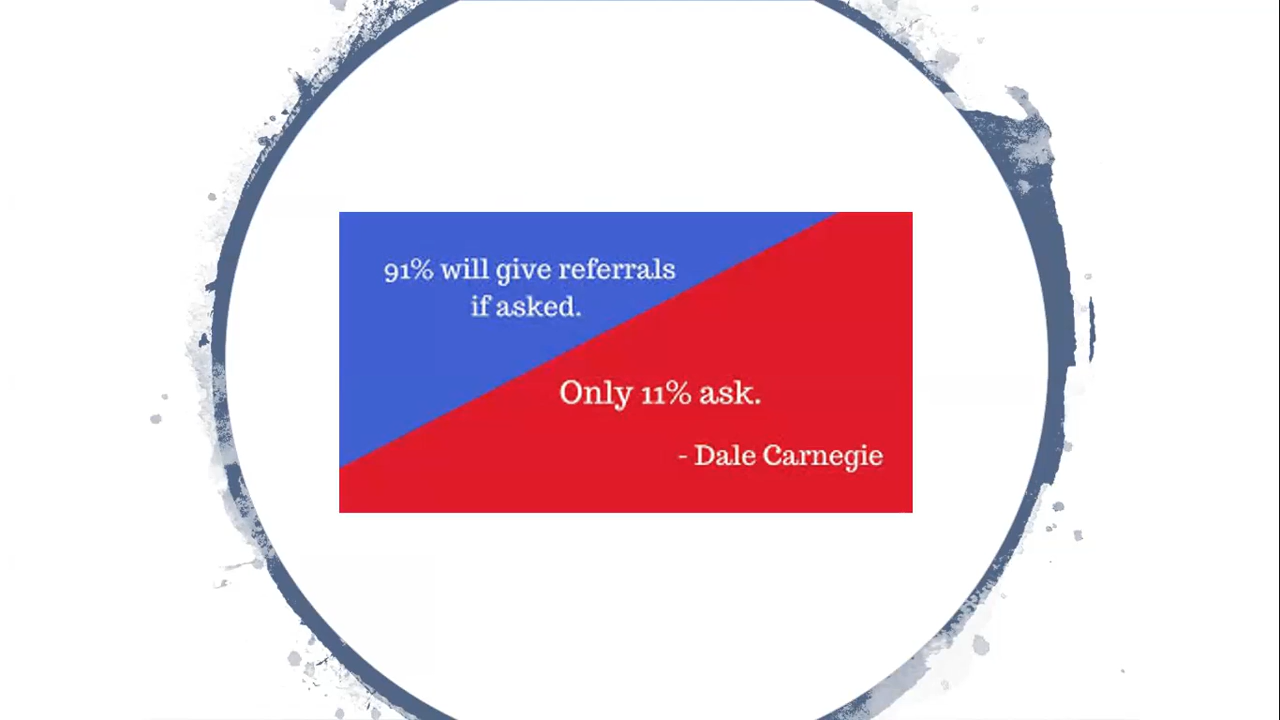 91% will give referrals
if asked.
Only 11% ask.
- Dale Carnegie